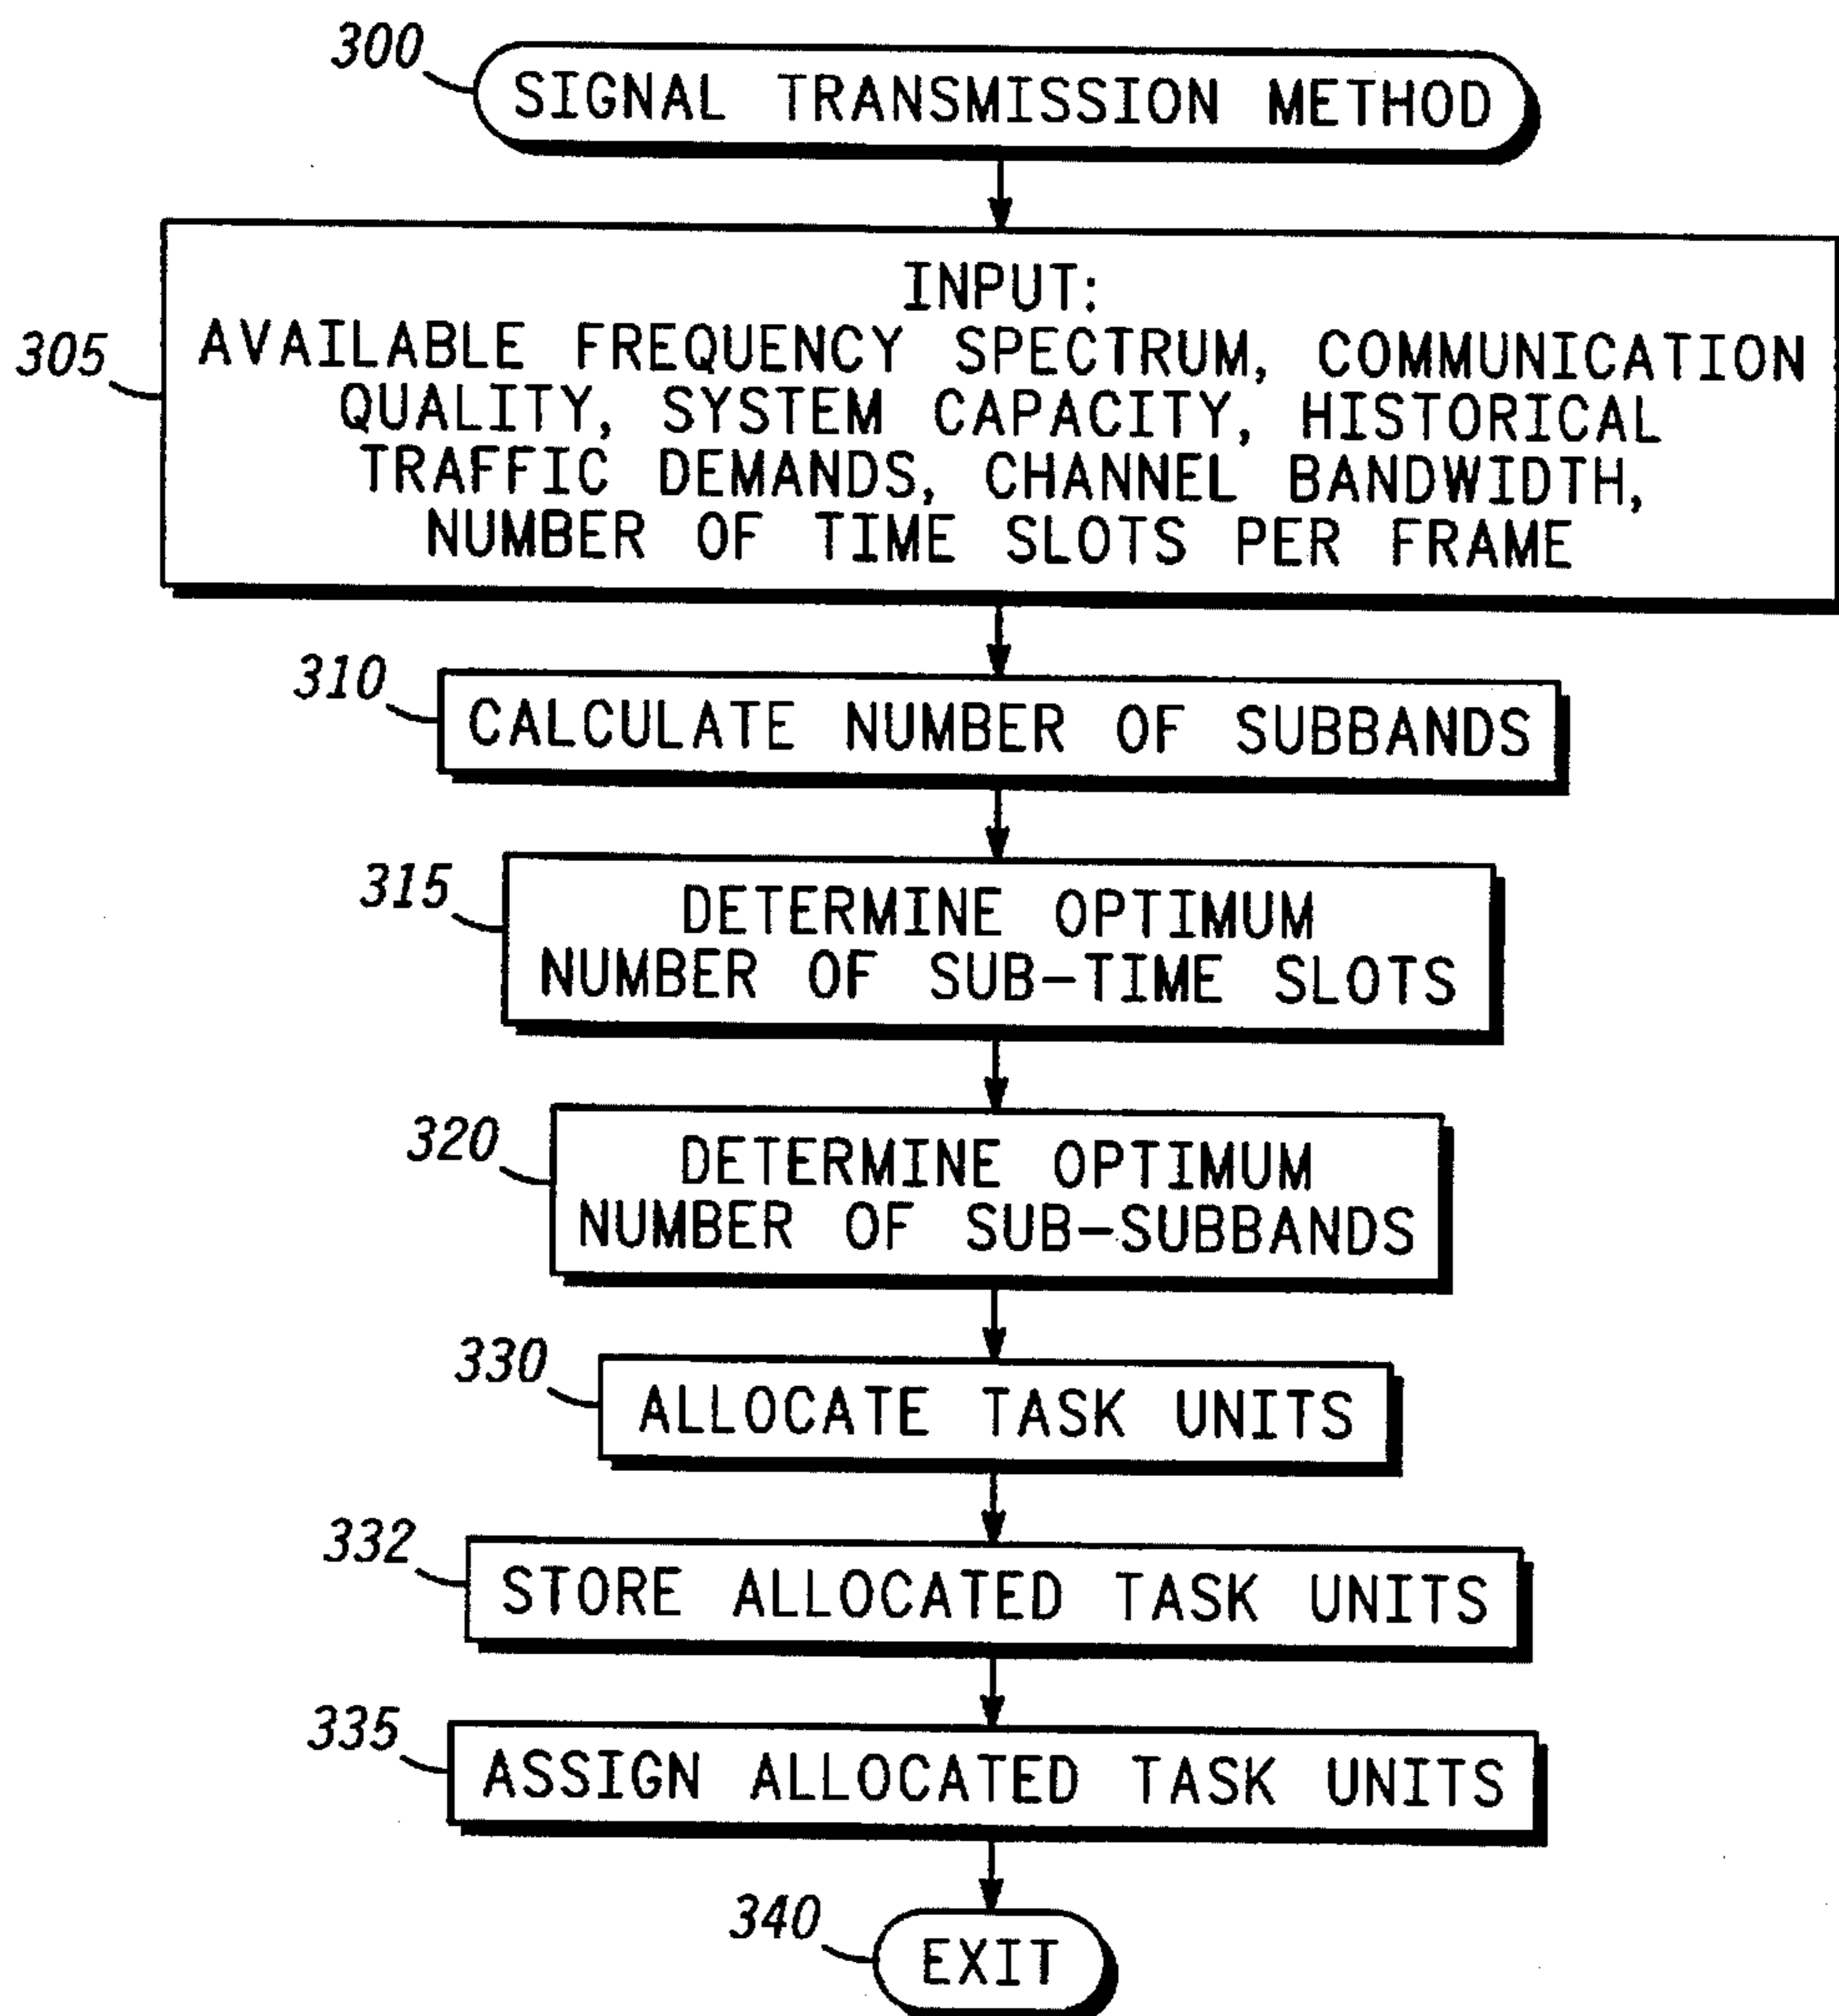 300
SIGNAL TRANSMISSION METHOD
305
INPUT:
AVAILABLE FREQUENCY SPECTRUM, COMMUNICATION
QUALITY, SYSTEM CAPACITY, HISTORICAL
TRAFFIC DEMANDS, CHANNEL BANDWIDTH,
NUMBER OF TIME SLOTS PER FRAME
310
CALCULATE NUMBER OF SUBBANDS
315
DETERMINE OPTIMUM
NUMBER OF SUB-TIME SLOTS
320
DETERMINE OPTIMUM
NUMBER OF SUB-SUBBANDS
330
ALLOCATE TASK UNITS
332
STORE ALLOCATED TASK UNITS
335
ASSIGN ALLOCATED TASK UNITS
340
EXIT